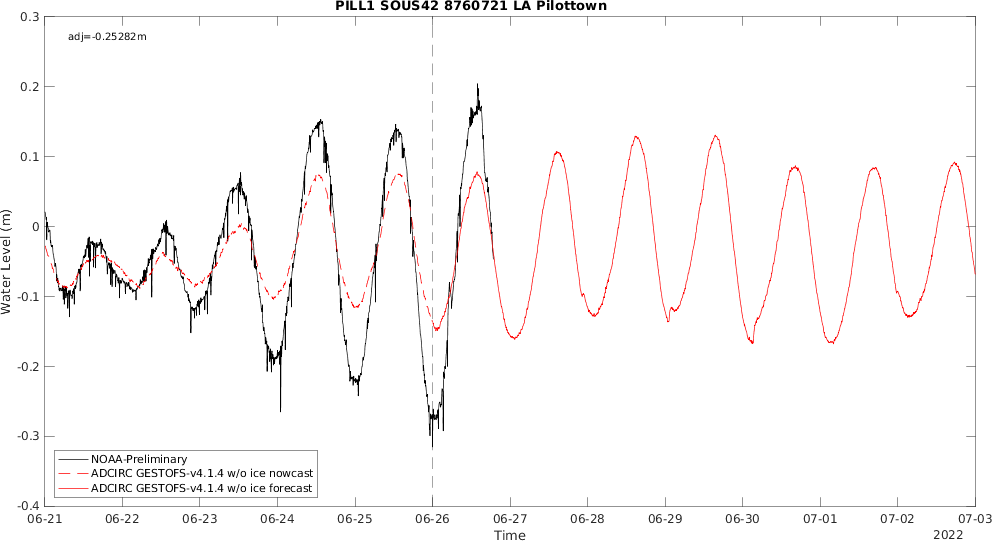 PILL1 SOUS42 8760721 LA Pilottown
adj=-0.25282m
0.3
0.2
0.1
0
-0.1
-0.2
-0.3
-0.4
Water Level (m)
NOAA-Preliminary
ADCIRC GESTOFS-v4.1.4 w/o ice nowcast
ADCIRC GESTOFS-v4.1.4 w/o ice forecast
06-21 06-22 06-23 06-24 06-25 06-26 06-27 06-28 06-29 06-30 07-01 07-02 07-03
Time
2022